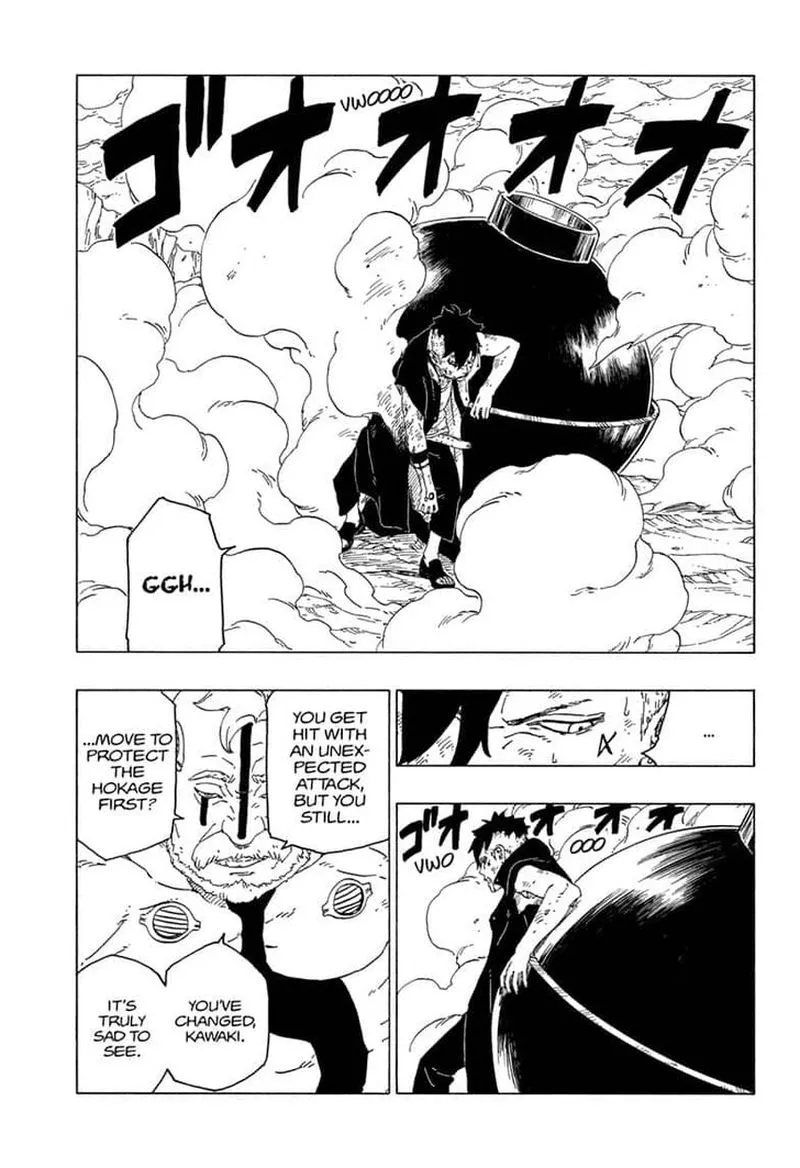 ゴオオオオ
VWOOOO
GGH...
...
YOU GET
HIT WITH
AN UNEX-
PECTED
ATTACK,
BUT YOU
STILL...
...MOVE TO
PROTECT
THE
HOKAGE
FIRST?
ゴオオオオ
VWO
OOO
YOU'VE
CHANGED,
KAWAKI.
IT'S
TRULY
SAD TO
SEE.